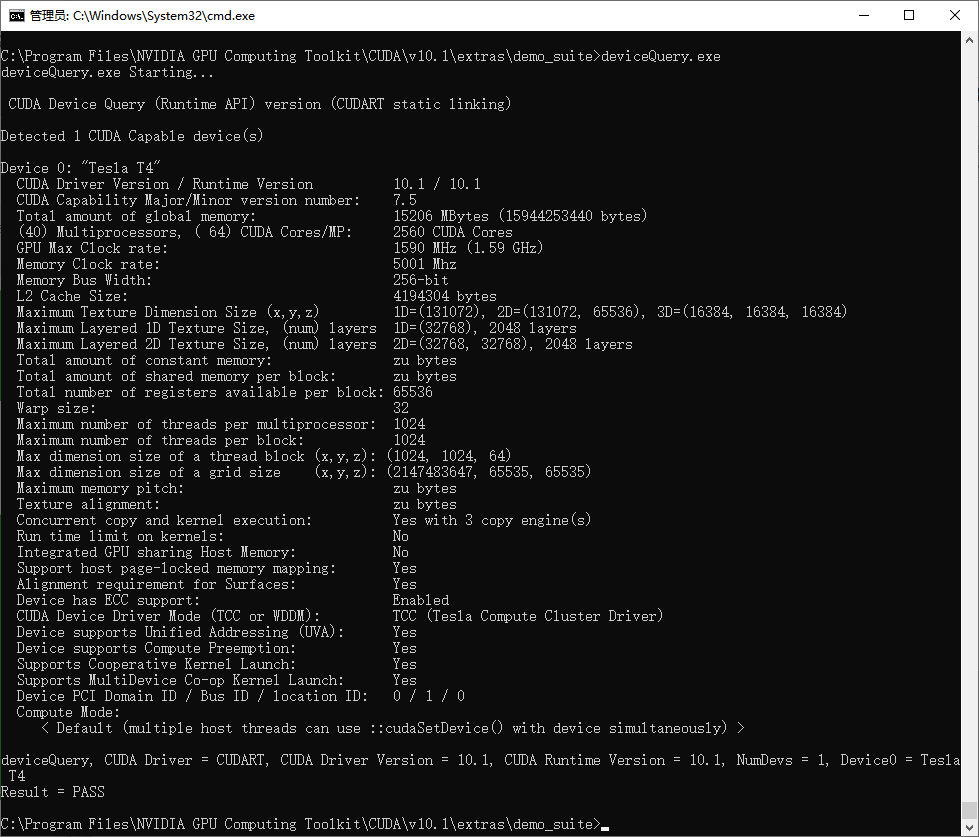 管理员: C:\Windows\System32\cmd.exe
C:\Program Files\NVIDIA GPU Computing Toolkit\CUDA\v10.1\extras\demo_suite>deviceQuery.exe
deviceQuery.exe Starting...
CUDA Device Query (Runtime API) version (CUDART static linking)
Detected 1 CUDA Capable device(s)
Device 0: "Tesla T4"
CUDA Driver Version / Runtime Version 10.1 / 10.1
CUDA Capability Major/Minor version number: 7.5
Total amount of global memory: 15206 MBytes (15944253440 bytes)
(40) Multiprocessors, ( 64) CUDA Cores/MP: 2560 CUDA Cores
GPU Max Clock rate: 1590 MHz (1.59 GHz)
Memory Clock rate: 5001 Mhz
Memory Bus Width: 256-bit
L2 Cache Size: 4194304 bytes
Maximum Texture Dimension Size (x,y,z) 1D=(131072), 2D=(131072, 65536), 3D=(16384, 16384, 16384)
Maximum Layered 1D Texture Size, (num) layers 1D=(32768), 2048 layers
Maximum Layered 2D Texture Size, (num) layers 2D=(32768, 32768), 2048 layers
Total amount of constant memory: zu bytes
Total amount of shared memory per block: zu bytes
Total number of registers available per block: 65536
Warp size: 32
Maximum number of threads per multiprocessor: 1024
Maximum number of threads per block: 1024
Max dimension size of a thread block (x,y,z): (1024, 1024, 64)
Max dimension size of a grid size (x,y,z): (2147483647, 65535, 65535)
Maximum memory pitch: zu bytes
Texture alignment: zu bytes
Concurrent copy and kernel execution: Yes with 3 copy engine(s)
Run time limit on kernels: No
Integrated GPU sharing Host Memory: No
Support host page-locked memory mapping: Yes
Alignment requirement for Surfaces: Yes
Device has ECC support: Enabled
CUDA Device Driver Mode (TCC or WDDM): TCC (Tesla Compute Cluster Driver)
Device supports Unified Addressing (UVA): Yes
Device supports Compute Preemption: Yes
Supports Cooperative Kernel Launch: Yes
Supports MultiDevice Co-op Kernel Launch: Yes
Device PCI Domain ID / Bus ID / location ID: 0 / 1 / 0
Compute Mode:
< Default (multiple host threads can use ::cudaSetDevice() with device simultaneously) >
deviceQuery, CUDA Driver = CUDART, CUDA Driver Version = 10.1, CUDA Runtime Version = 10.1, NumDevs = 1, Device0 = Tesla
T4
Result = PASS
C:\Program Files\NVIDIA GPU Computing Toolkit\CUDA\v10.1\extras\demo_suite>